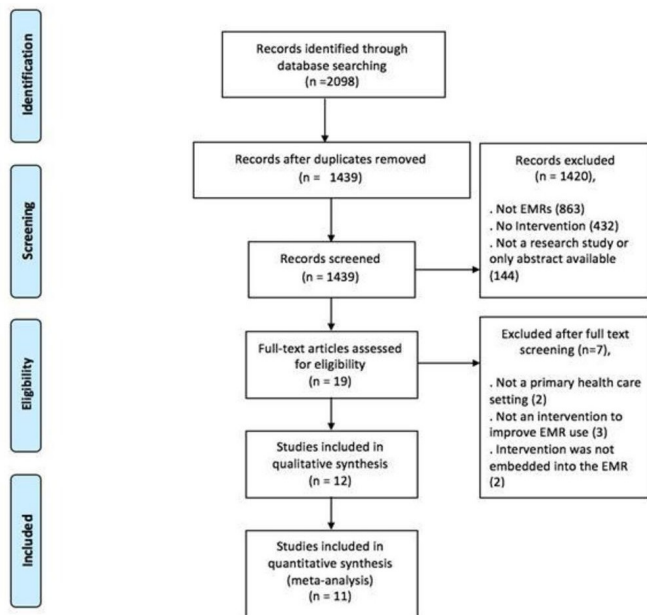 Identification
Records identified through
database searching
(n =2098)
Screening
Records after duplicates removed
(n = 1439)
Records excluded
(n = 1420),
. Not EMRs (863)
. No Intervention (432)
. Not a research study or
only abstract available
(144)
Records screened
(n = 1439)
Eligibility
Full-text articles assessed
for eligibility
(n = 19)
Excluded after full text
screening (n=7),
. Not a primary health care
setting (2)
. Not an intervention to
improve EMR use (3)
. Intervention was not
embedded into the EMR
(2)
Studies included in
qualitative synthesis
(n = 12)
Included
Studies included in
quantitative synthesis
(meta-analysis)
(n = 11)